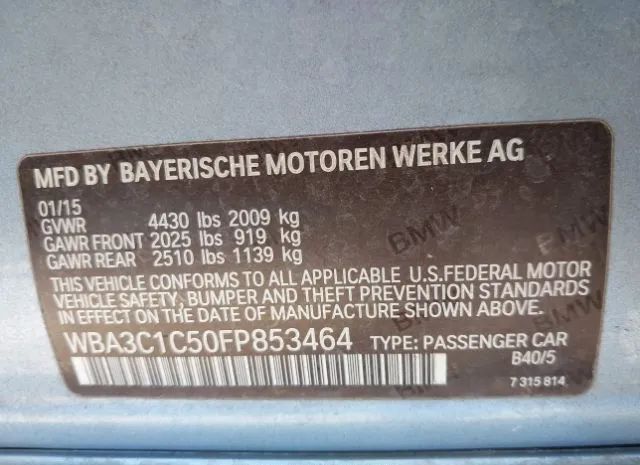 MFD BY BAYERISCHE MOTOREN WERKE AG
01/15
GVWR 4430 lbs 2009 kg
GAWR FRONT 2025 lbs 919 kg
GAWR REAR 2510 lbs 1139 kg
THIS VEHICLE CONFORMS TO ALL APPLICABLE U.S.FEDERAL MOTOR
VEHICLE SAFETY, BUMPER AND THEFT PREVENTION STANDARDS
IN EFFECT ON THE DATE OF MANUFACTURE SHOWN ABOVE.
WBA3C1C50FP853464 TYPE: PASSENGER CAR
B40/5
7 315 814
BMW
BMW